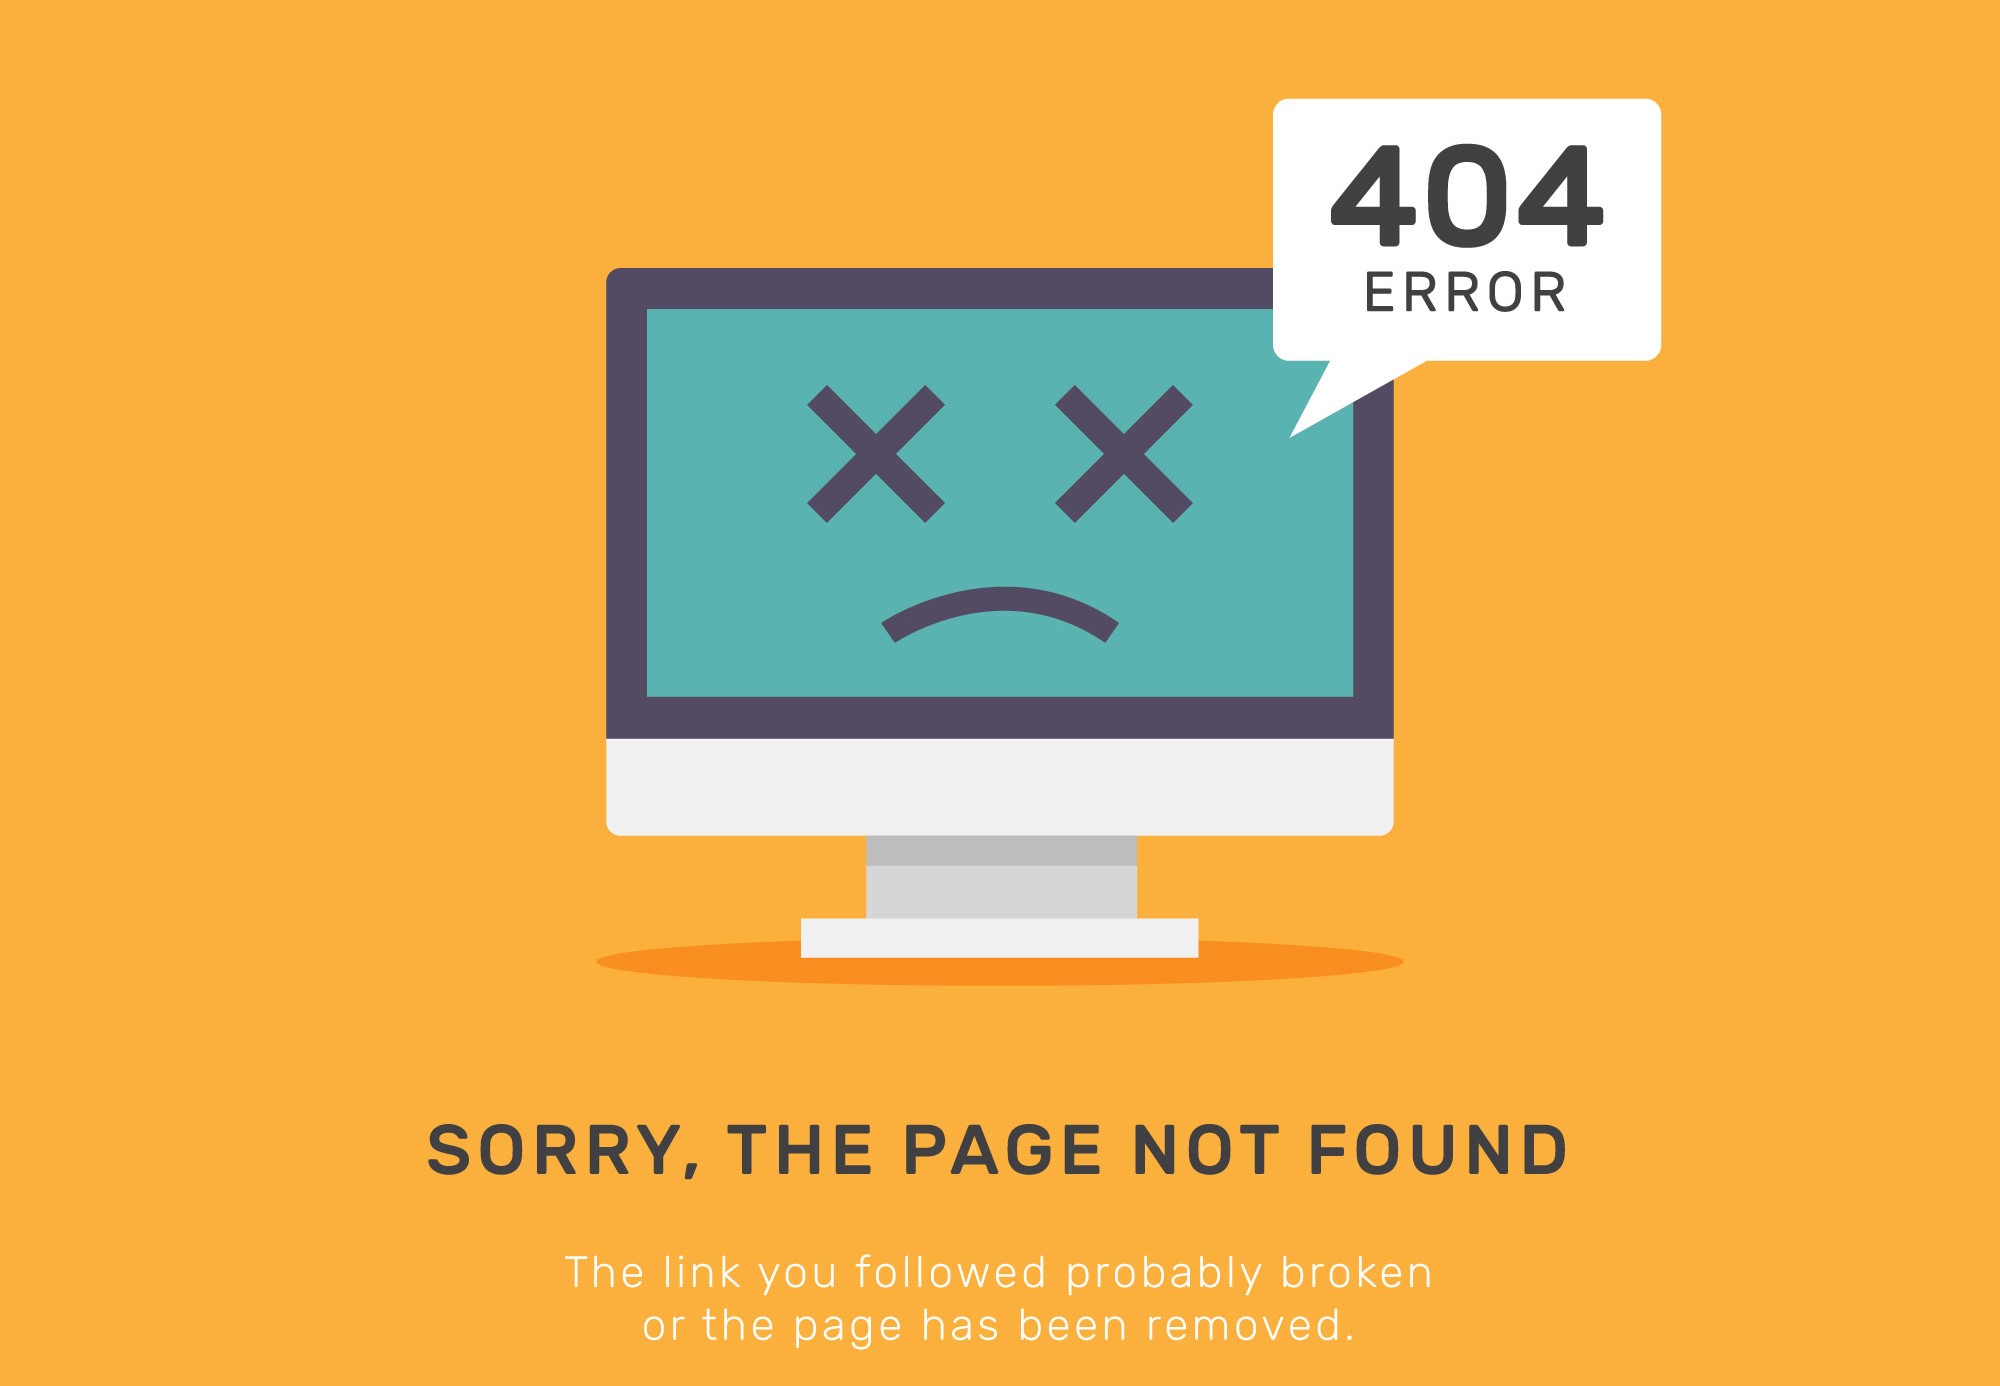 404
ERROR
SORRY, THE PAGE NOT FOUND
The link you followed probably broken
or the page has been removed.